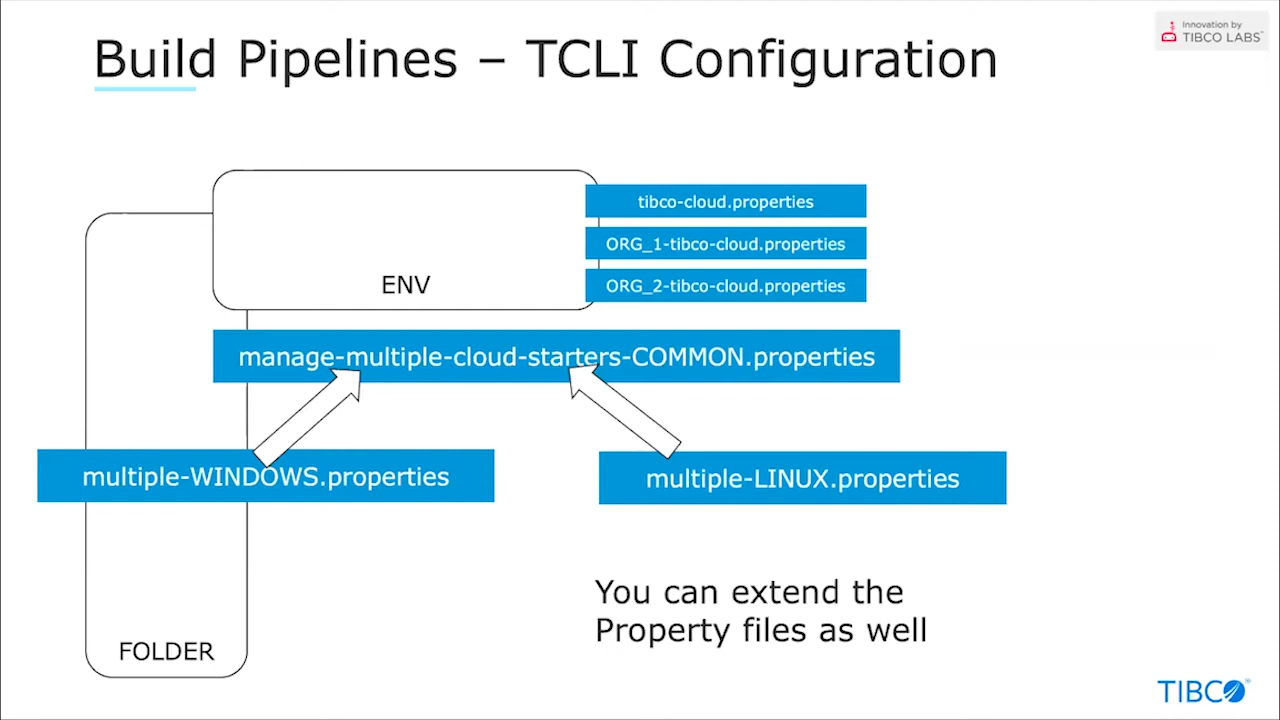 Build Pipelines – TCLI Configuration
Innovation by
TIBCO LABS™
tibco-cloud.properties
ORG_1-tibco-cloud.properties
ENV
ORG_2-tibco-cloud.properties
manage-multiple-cloud-starters-COMMON.properties
multiple-WINDOWS.properties
multiple-LINUX.properties
You can extend the
Property files as well
FOLDER
TIBCO®